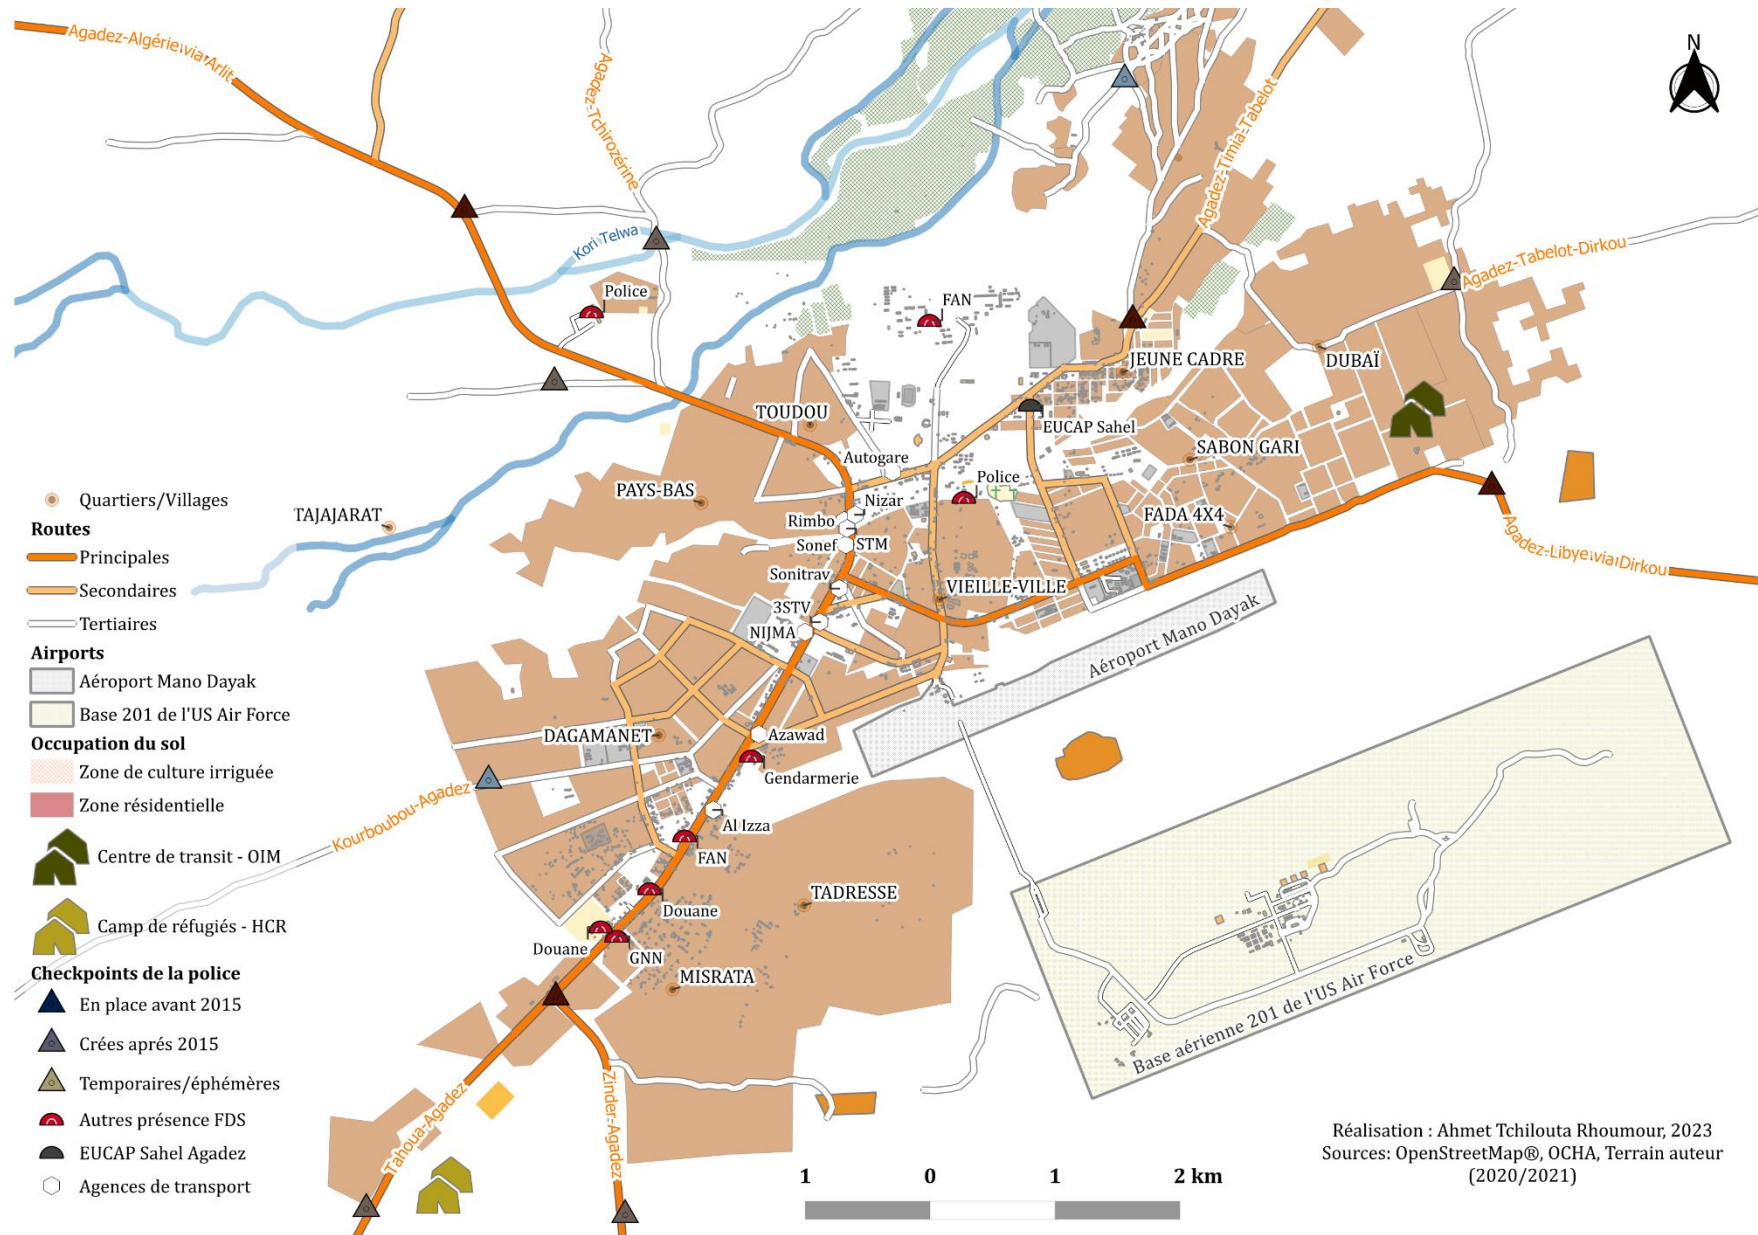 Agadez-Algérie via Arlit
Agadez-Tchirozérine
Agadez-Timia-Tabelot
N
Kori Telwa
Agadez-Tabelot-Dirkou
Police
FAN
JEUNE CADRE
DUBAÏ
TOUDOU
EUCAP Sahel
SABON GARI
Autogare
Police
PAYS-BAS
Nizar
TAJAJARAT
Rimbo
FADA 4X4
Sonef
STM
Agadez-Libye via Dirkou
Sonitrav
VIEILLE-VILLE
3STV
NIJMA
Aéroport Mano Dayak
DAGAMANET
Azawad
Gendarmerie
Kourboubou-Agadez
Al Izza
FAN
TADRESSE
Douane
Douane
GNN
MISRATA
Base aérienne 201 de l'US Air Force
Tahoua-Agadez
Zinder-Agadez
Quartiers/Villages
Routes
Principales
Secondaires
Tertiaires
Airports
Aéroport Mano Dayak
Base 201 de l'US Air Force
Occupation du sol
Zone de culture irriguée
Zone résidentielle
Centre de transit - OIM
Camp de réfugiés - HCR
Checkpoints de la police
En place avant 2015
Crées aprés 2015
Temporaires/éphémères
Autres présence FDS
EUCAP Sahel Agadez
Agences de transport
1 0 1 2 km
Réalisation : Ahmet Tchilouta Rhoumour, 2023
Sources: OpenStreetMap®, OCHA, Terrain auteur
(2020/2021)